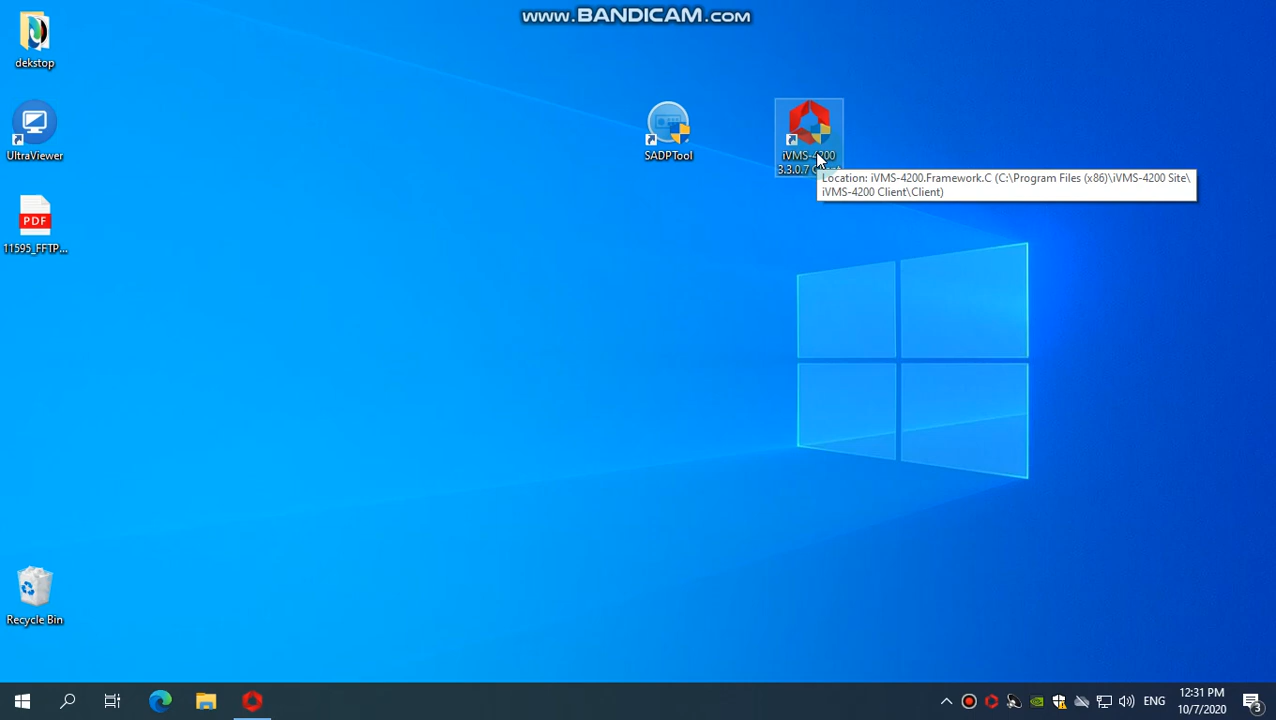 www.BANDICAM.com
dekstop
UltraViewer
SADPTool
iVMS-4200
3.3.0.7
Location: iVMS-4200.Framework.C (C:\Program Files (x86)\iVMS-4200 Site\
iVMS-4200 Client\Client)
PDF
11595_FFTP...
Recycle Bin
ENG
12:31 PM
10/7/2020
3